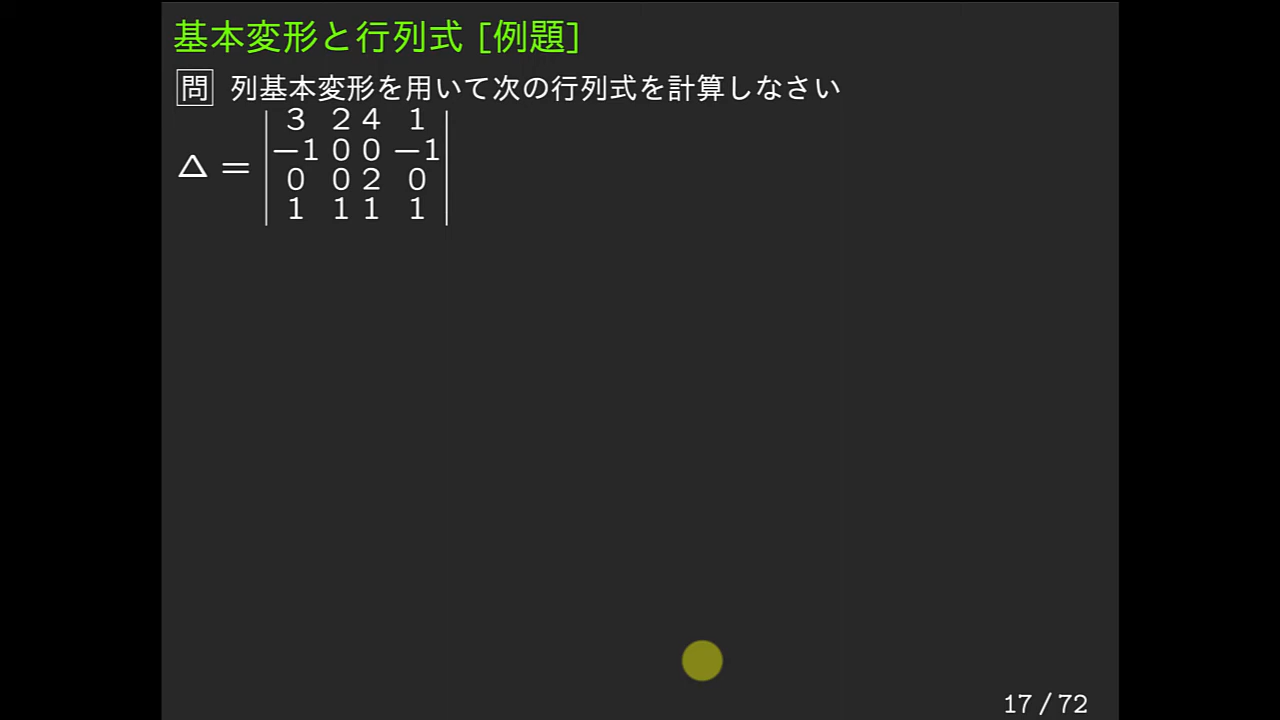 基本変形と行列式 [例題]
問 列基本変形を用いて次の行列式を計算しなさい
3 2 4 1
−1 0 0 −1
Δ =
0 0 2 0
1 1 1 1
17 / 72